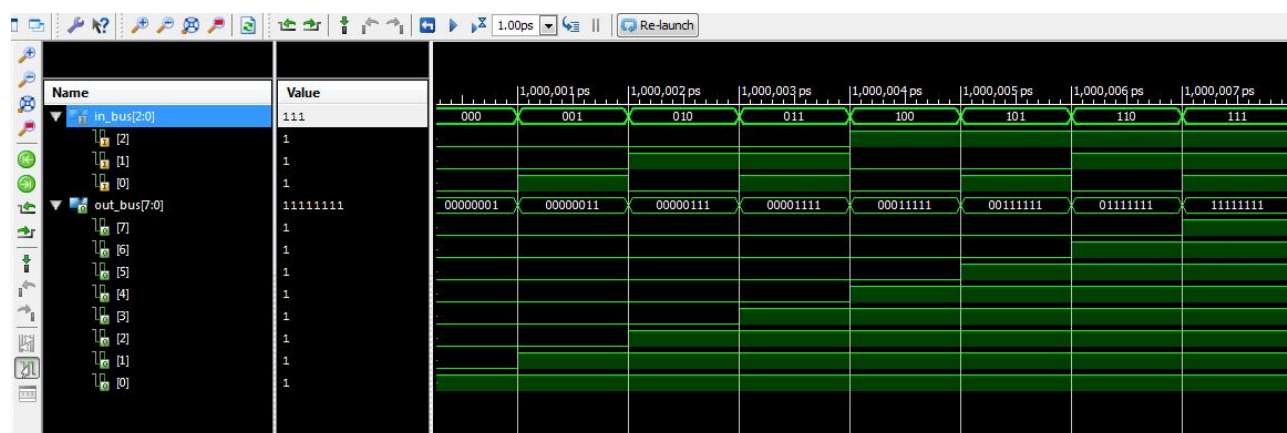 1.00ps Re-launch
Name Value
1,000,001 ps 1,000,002 ps 1,000,003 ps 1,000,004 ps 1,000,005 ps 1,000,006 ps 1,000,007 ps
in_bus[2:0] 111 000 001 010 011 100 101 110 111
[2] 1
[1] 1
[0] 1
out_bus[7:0] 11111111 00000001 00000011 00000111 00001111 00011111 00111111 01111111 11111111
[7] 1
[6] 1
[5] 1
[4] 1
[3] 1
[2] 1
[1] 1
[0] 1